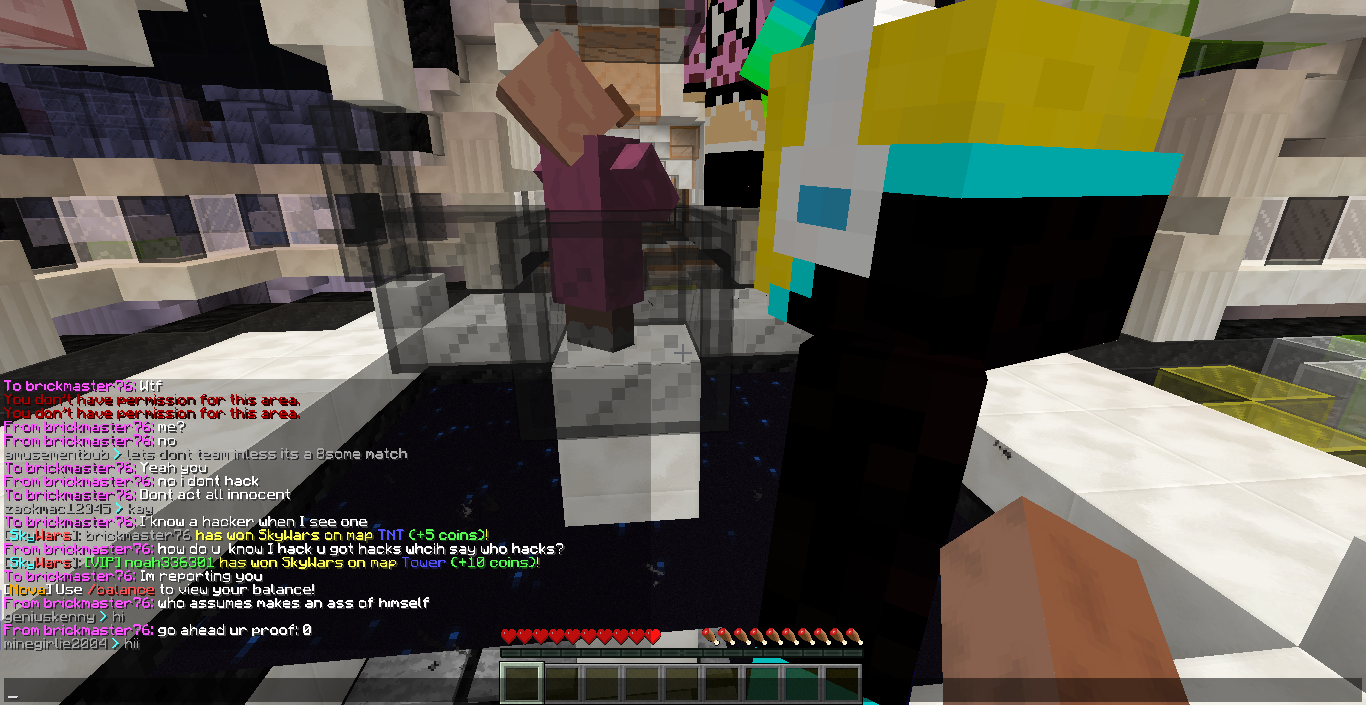 To brickmaster76: Wtf
You don't have permission for this area.
You don't have permission for this area.
From brickmaster76: me?
From brickmaster76: no
amusementbub > lets dont team inless its a 8some match
To brickmaster76: Yeah you
From brickmaster76: no i dont hack
To brickmaster76: Dont act all innocent
zackmac12345 > kay
To brickmaster76: I know a hacker when I see one
[SkyWars]: brickmaster76 has won SkyWars on map TNT (+5 coins)!
From brickmaster76: how do u know I hack u got hacks whcih say who hacks?
[SkyWars]: [VIP] noah336301 has won SkyWars on map Tower (+10 coins)!
To brickmaster76: Im reporting you
[Nova] Use /balance to view your balance!
From brickmaster76: who assumes makes an ass of himself
geniuskenny > hi
From brickmaster76: go ahead ur proof: 0
minegirlie2004 > hii
_